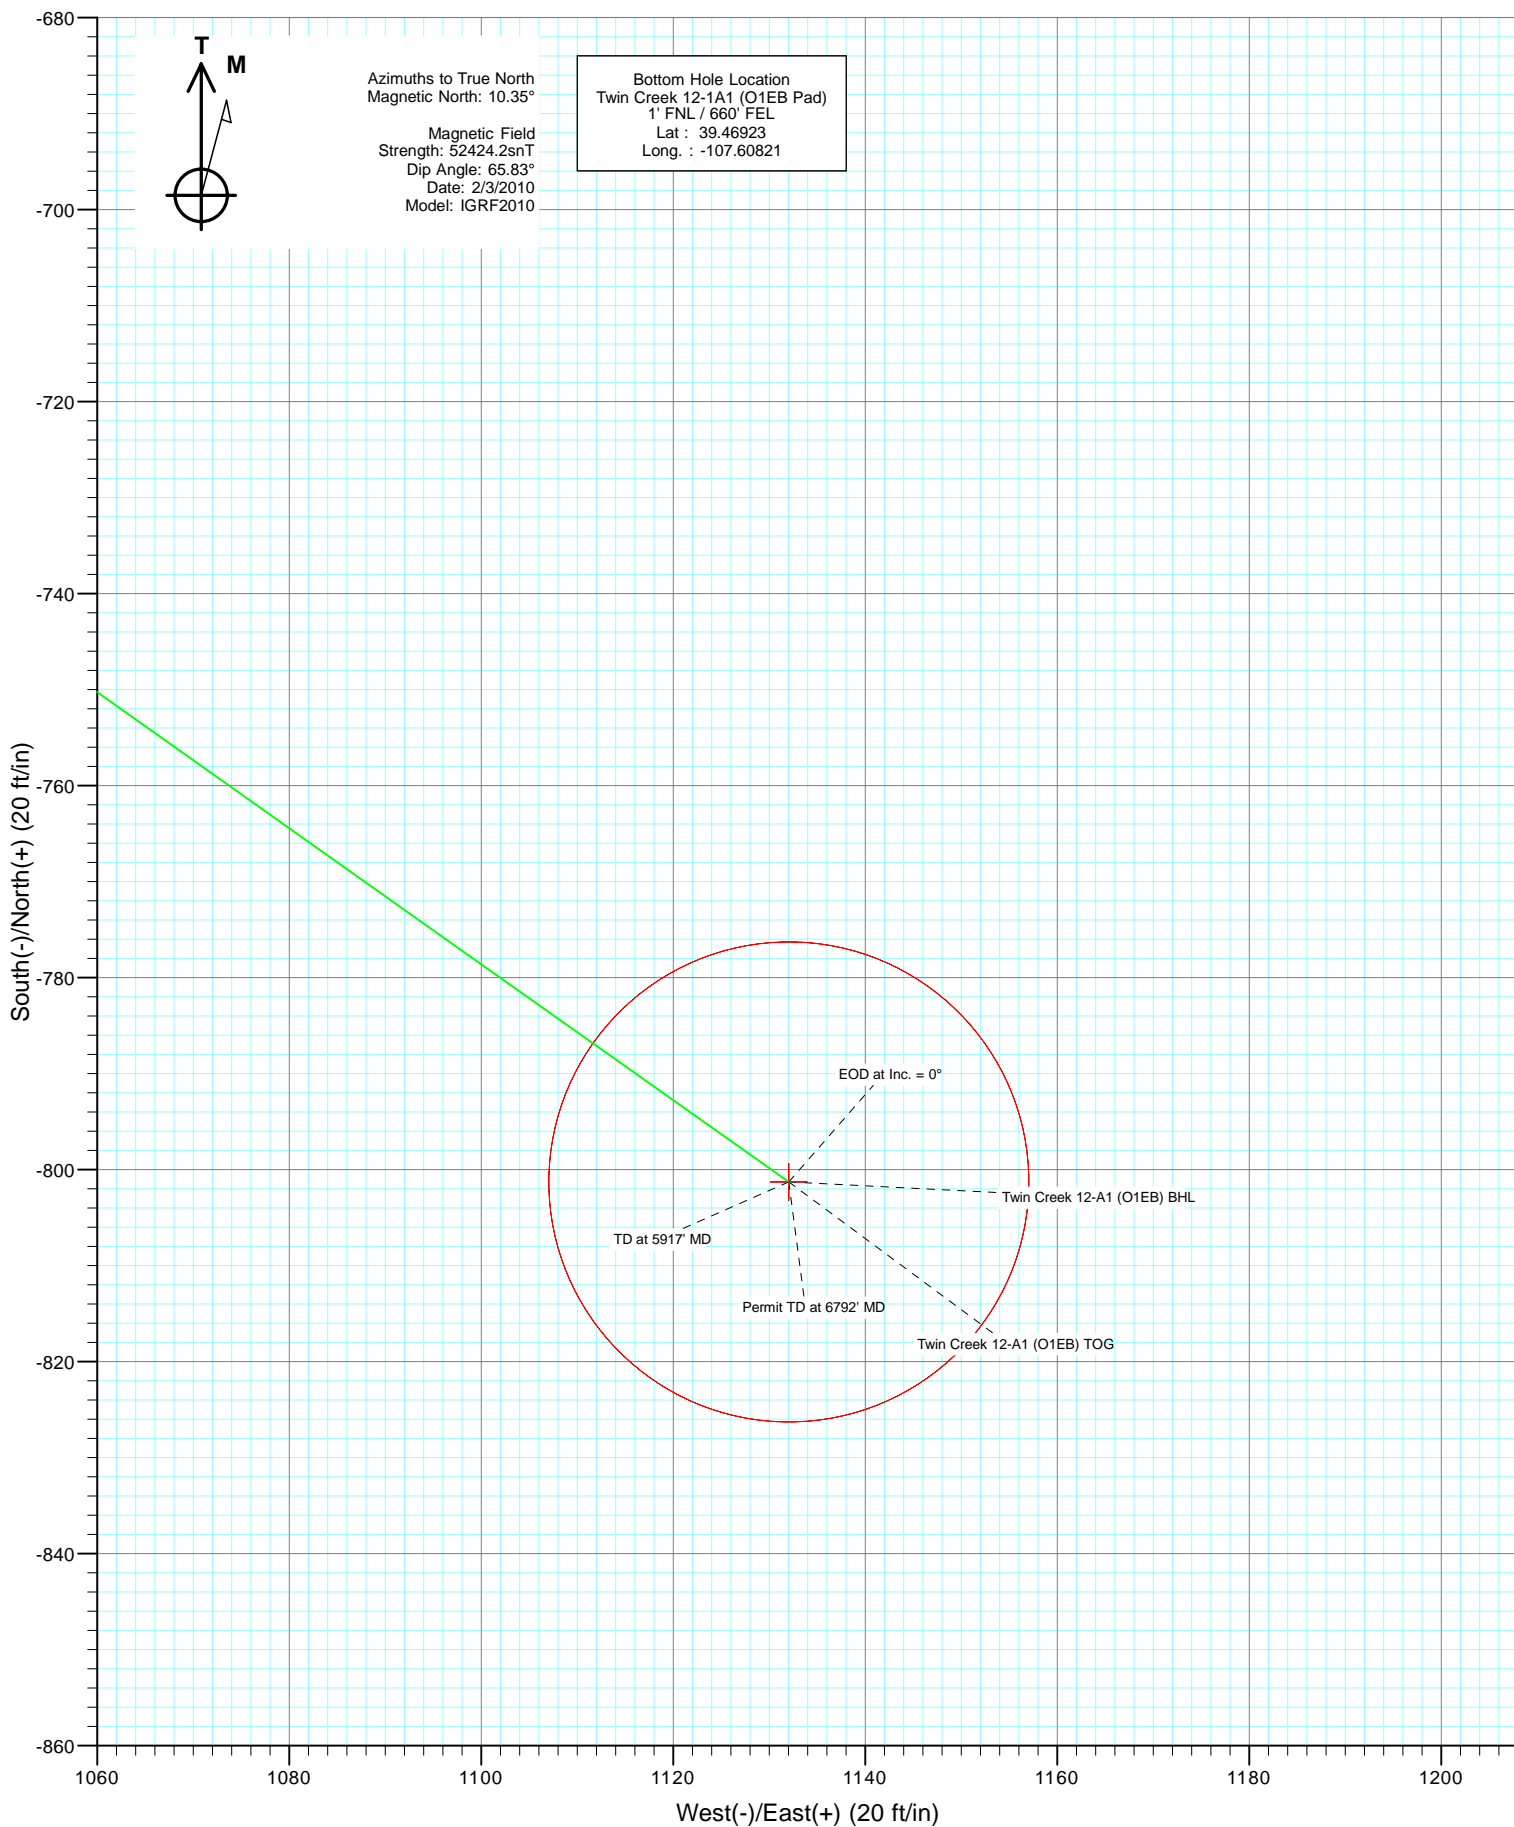 T
M
Azimuths to True North
Magnetic North: 10.35°
Magnetic Field
Strength: 52424.2snT
Dip Angle: 65.83°
Date: 2/3/2010
Model: IGRF2010
Bottom Hole Location
Twin Creek 12-1A1 (O1EB Pad)
1' FNL / 660' FEL
Lat : 39.46923
Long. : -107.60821
-680
-700
-720
-740
-760
-780
-800
-820
-840
-860
South(-)/North(+) (20 ft/in)
EOD at Inc. = 0°
Twin Creek 12-A1 (O1EB) BHL
TD at 5917' MD
Permit TD at 6792' MD
Twin Creek 12-A1 (O1EB) TOG
1060
1080
1100
1120
1140
1160
1180
1200
West(-)/East(+) (20 ft/in)